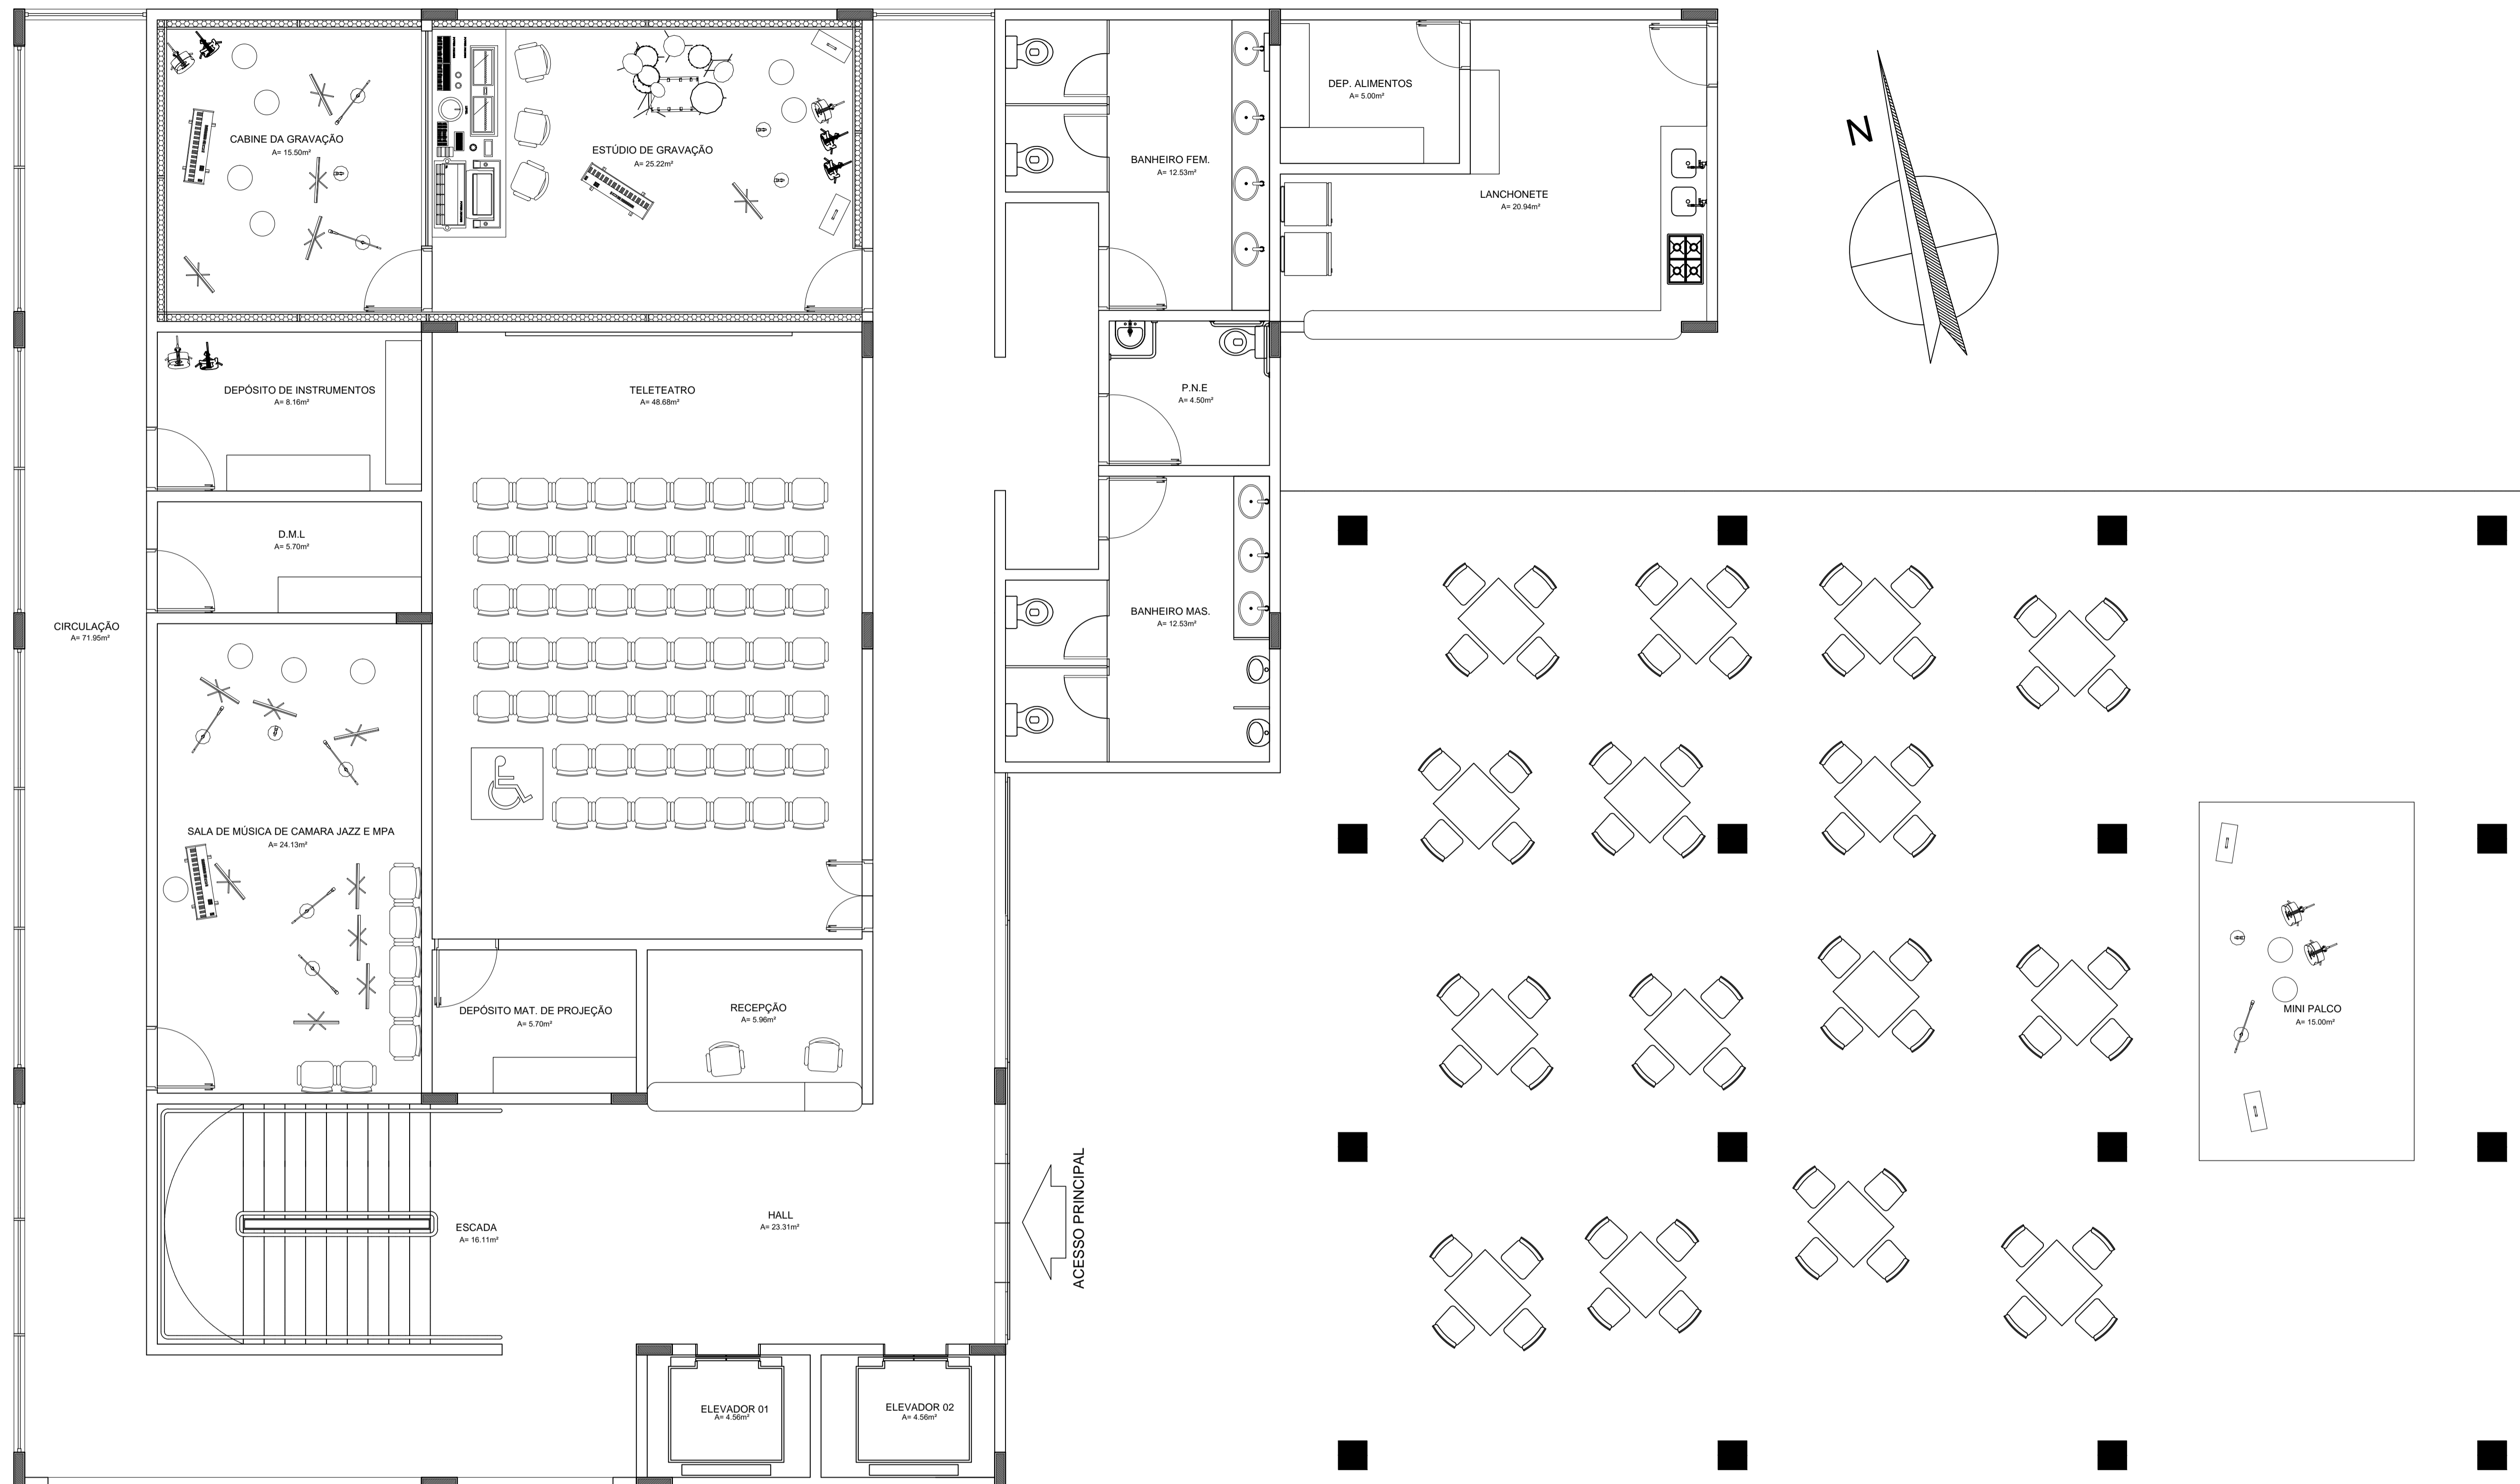 CABINE DA GRAVAÇÃO
A= 15.50m²
ESTÚDIO DE GRAVAÇÃO
A= 25.22m²
BANHEIRO FEM.
A= 12.53m²
DEP. ALIMENTOS
A= 5.00m²
LANCHONETE
A= 20.94m²
N
DEPÓSITO DE INSTRUMENTOS
A= 8.16m²
TELETEATRO
A= 48.68m²
P.N.E
A= 4.50m²
D.M.L
A= 5.70m²
CIRCULAÇÃO
A= 71.95m²
BANHEIRO MAS.
A= 12.53m²
SALA DE MÚSICA DE CAMARA JAZZ E MPA
A= 24.13m²
DEPÓSITO MAT. DE PROJEÇÃO
A= 5.70m²
RECEPÇÃO
A= 5.96m²
MINI PALCO
A= 15.00m²
ESCADA
A= 16.11m²
HALL
A= 23.31m²
ACESSO PRINCIPAL
ELEVADOR 01
A= 4.56m²
ELEVADOR 02
A= 4.56m²